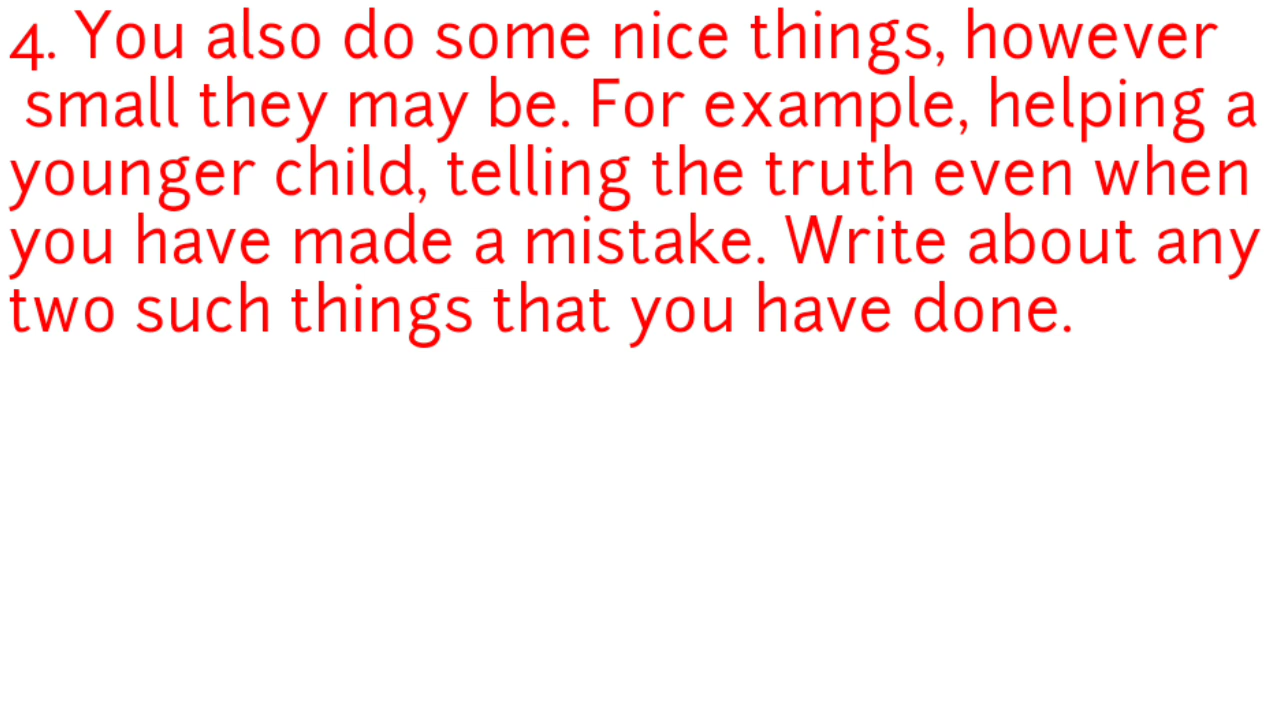 4. You also do some nice things, however
small they may be. For example, helping a
younger child, telling the truth even when
you have made a mistake. Write about any
two such things that you have done.